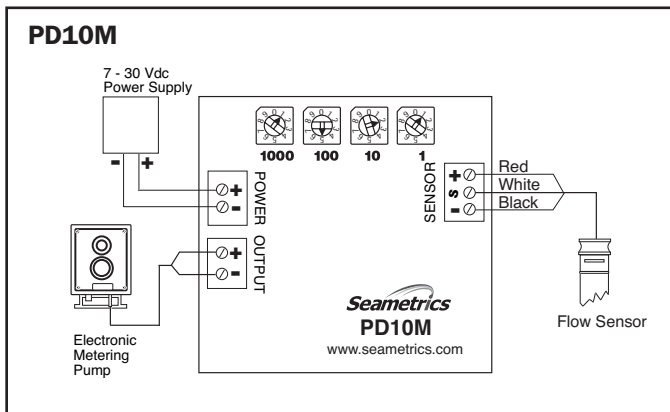 PD10M
7 - 30 Vdc
Power Supply
- +
1000 100 10 1
POWER
+
-
OUTPUT
+
-
SENSOR
+
S
-
Red
White
Black
Flow Sensor
Electronic
Metering
Pump
Seametrics
PD10M
www.seametrics.com